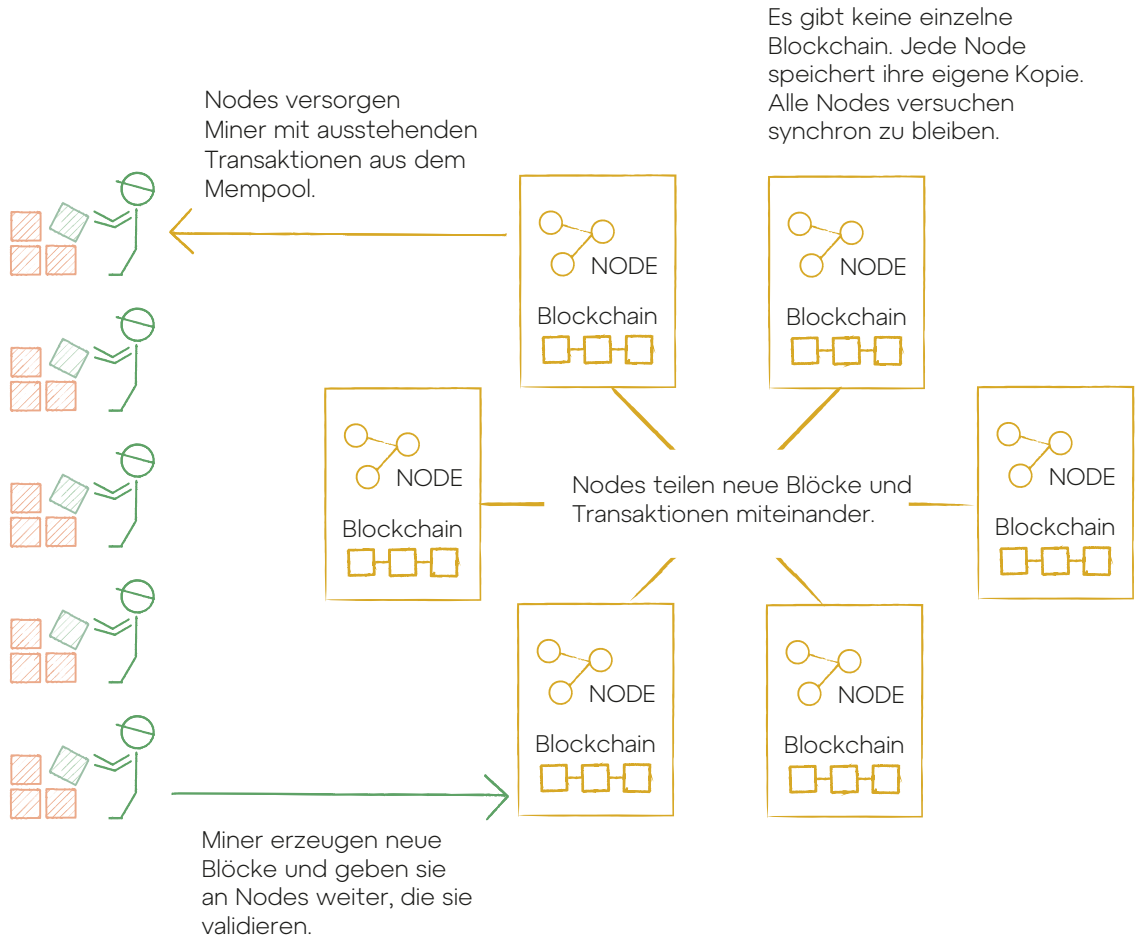 Es gibt keine einzelne
Blockchain. Jede Node
speichert ihre eigene Kopie.
Alle Nodes versuchen
synchron zu bleiben.
Nodes versorgen
Miner mit ausstehenden
Transaktionen aus dem
Mempool.
NODE
Blockchain
NODE
Blockchain
NODE
Blockchain
Nodes teilen neue Blöcke und
Transaktionen miteinander.
NODE
Blockchain
NODE
Blockchain
NODE
Blockchain
Miner erzeugen neue
Blöcke und geben sie
an Nodes weiter, die sie
validieren.